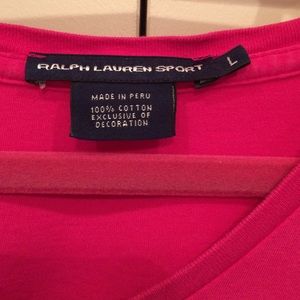 RALPH LAUREN SPORT
L
MADE IN PERU
100% COTTON
EXCLUSIVE OF
DECORATION